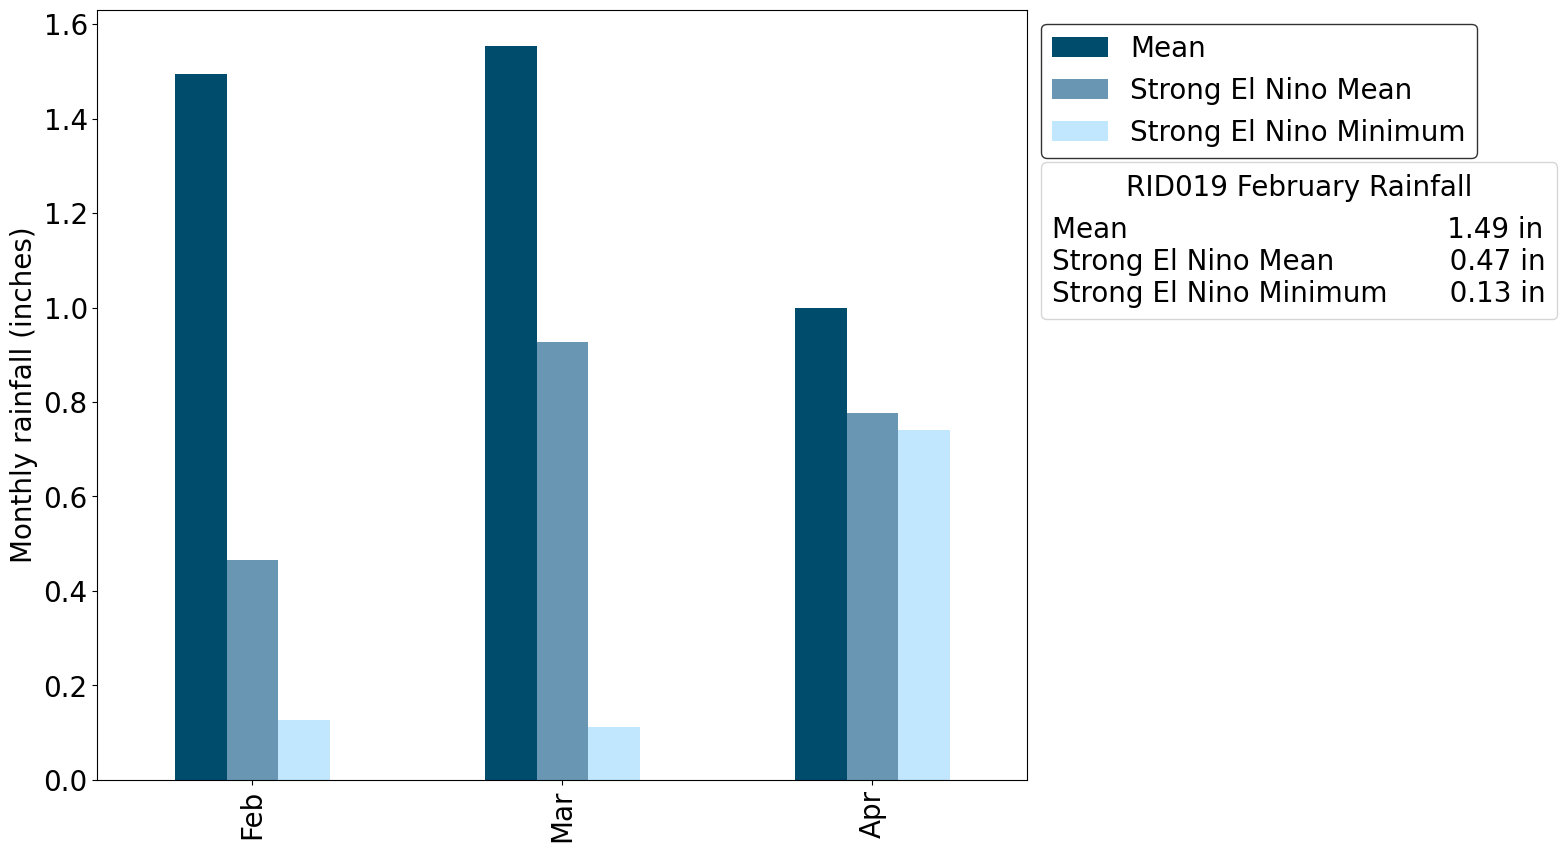 Monthly rainfall (inches)
1.6
1.4
1.2
1.0
0.8
0.6
0.4
0.2
0.0
Feb
Mar
Apr
Mean
Strong El Nino Mean
Strong El Nino Minimum
RID019 February Rainfall
Mean 1.49 in
Strong El Nino Mean 0.47 in
Strong El Nino Minimum 0.13 in